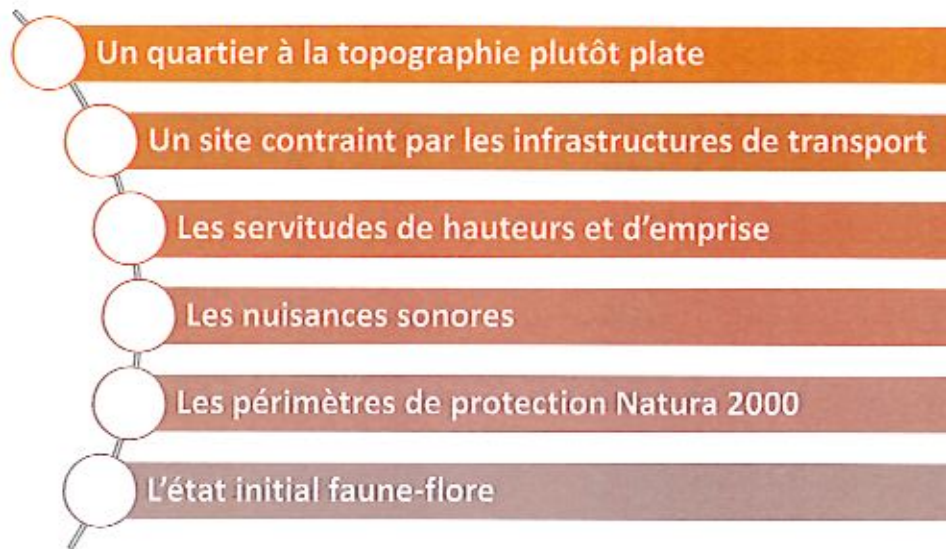 Un quartier à la topographie plutôt plate
Un site contraint par les infrastructures de transport
Les servitudes de hauteurs et d'emprise
Les nuisances sonores
Les périmètres de protection Natura 2000
L'état initial faune-flore